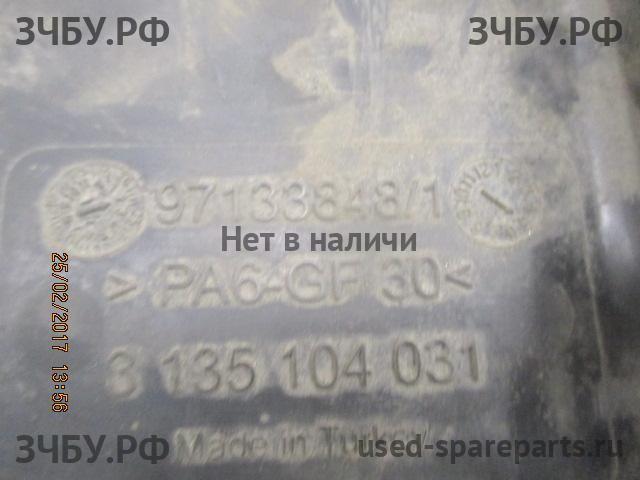 ЗЧБУ.РФ ЗЧБУ.РФ
97133848/1
Нет в наличи
>PA6-GF 30<
3 135 104 031
25/02/2017 13:56
Made in Turkey
ЗЧБУ.РФ used-spareparts.ru